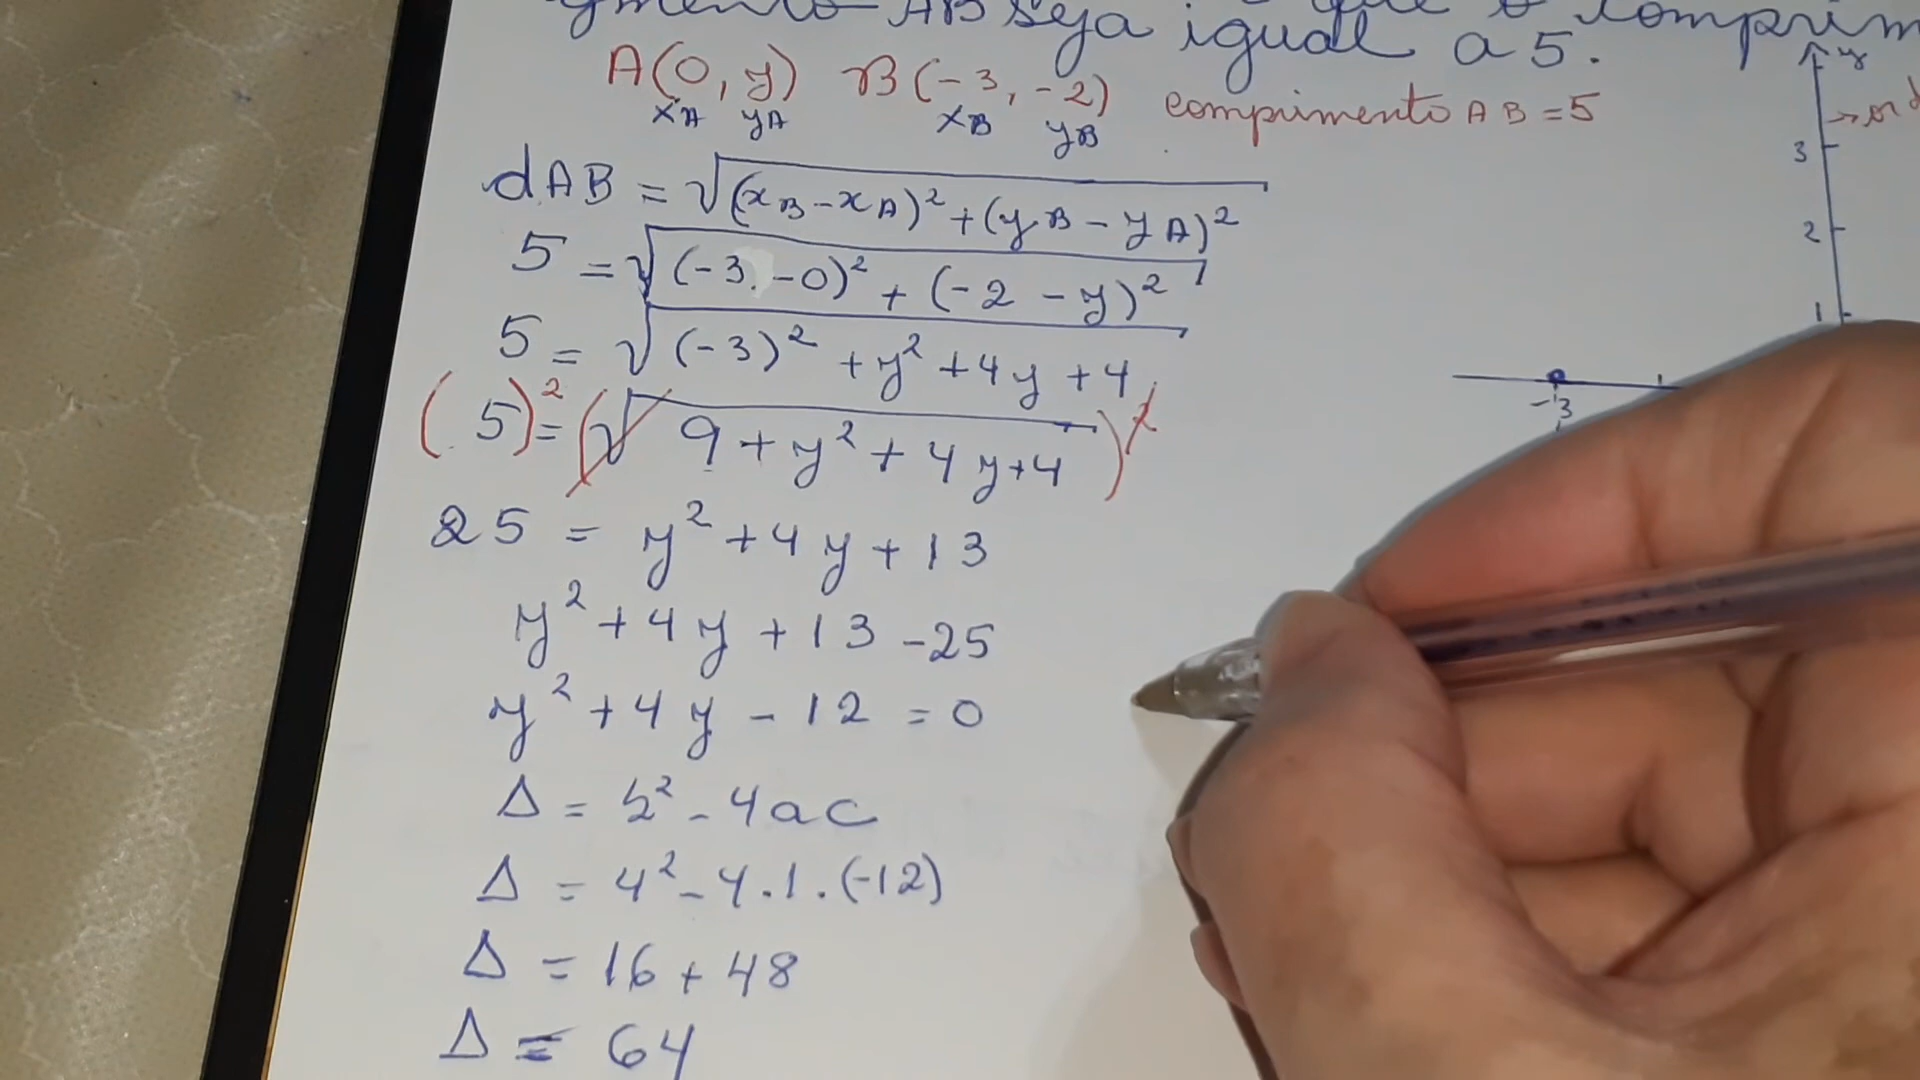 AB seja igual a 5.
A(0, y) B(-3, -2) comprimento AB = 5
xA yA xB yB
dAB = √(xB - xA)² + (yB - yA)²
5 = √(-3 - 0)² + (-2 - y)²
5 = √(-3)² + y² + 4y + 4
(5)² = (√9 + y² + 4y + 4)²
25 = y² + 4y + 13
y² + 4y + 13 - 25
y² + 4y - 12 = 0
Δ = b² - 4ac
Δ = 4² - 4.1.(-12)
Δ = 16 + 48
Δ = 64
y
3
2
1
-3